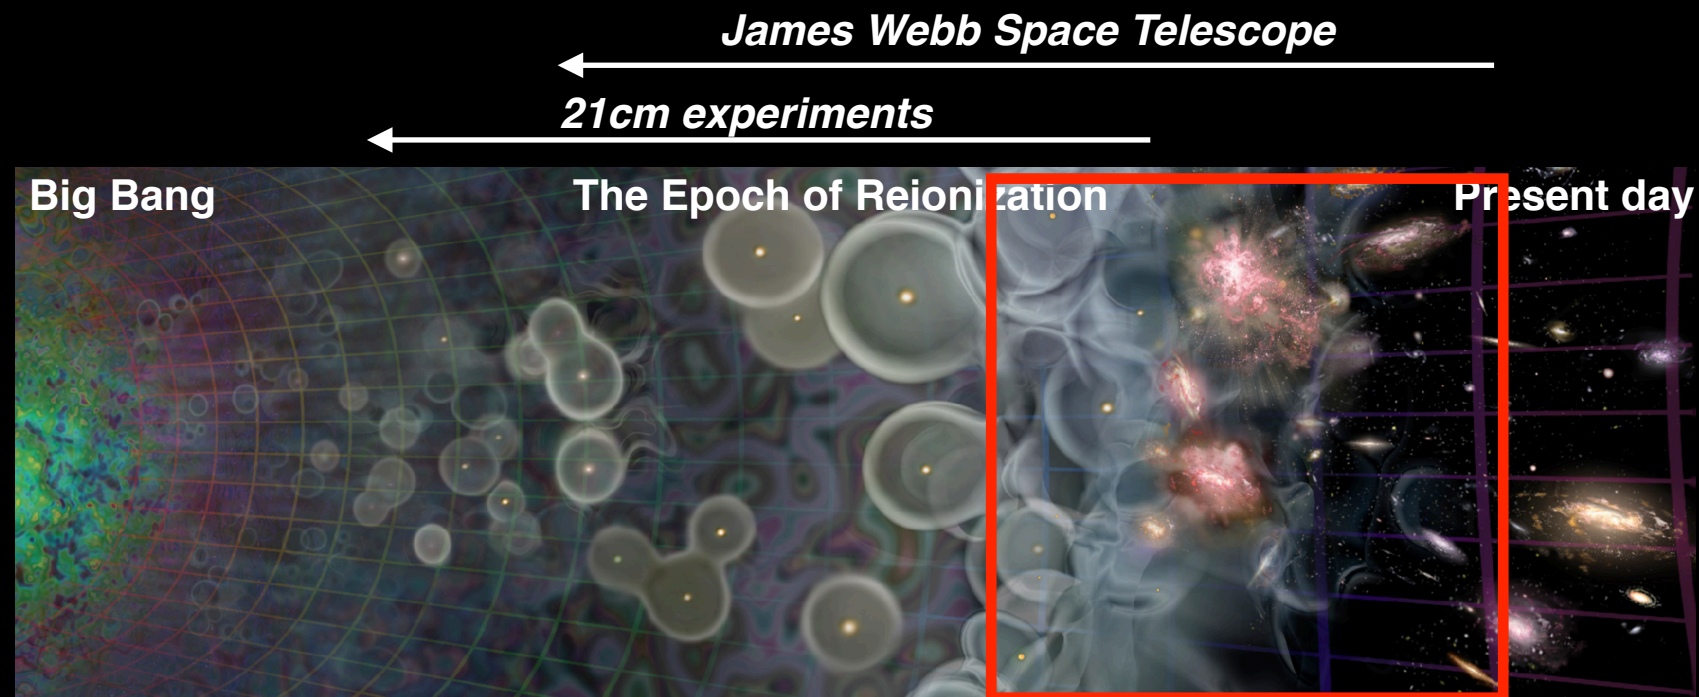 James Webb Space Telescope
21cm experiments
Big Bang
The Epoch of Reionization
Present day